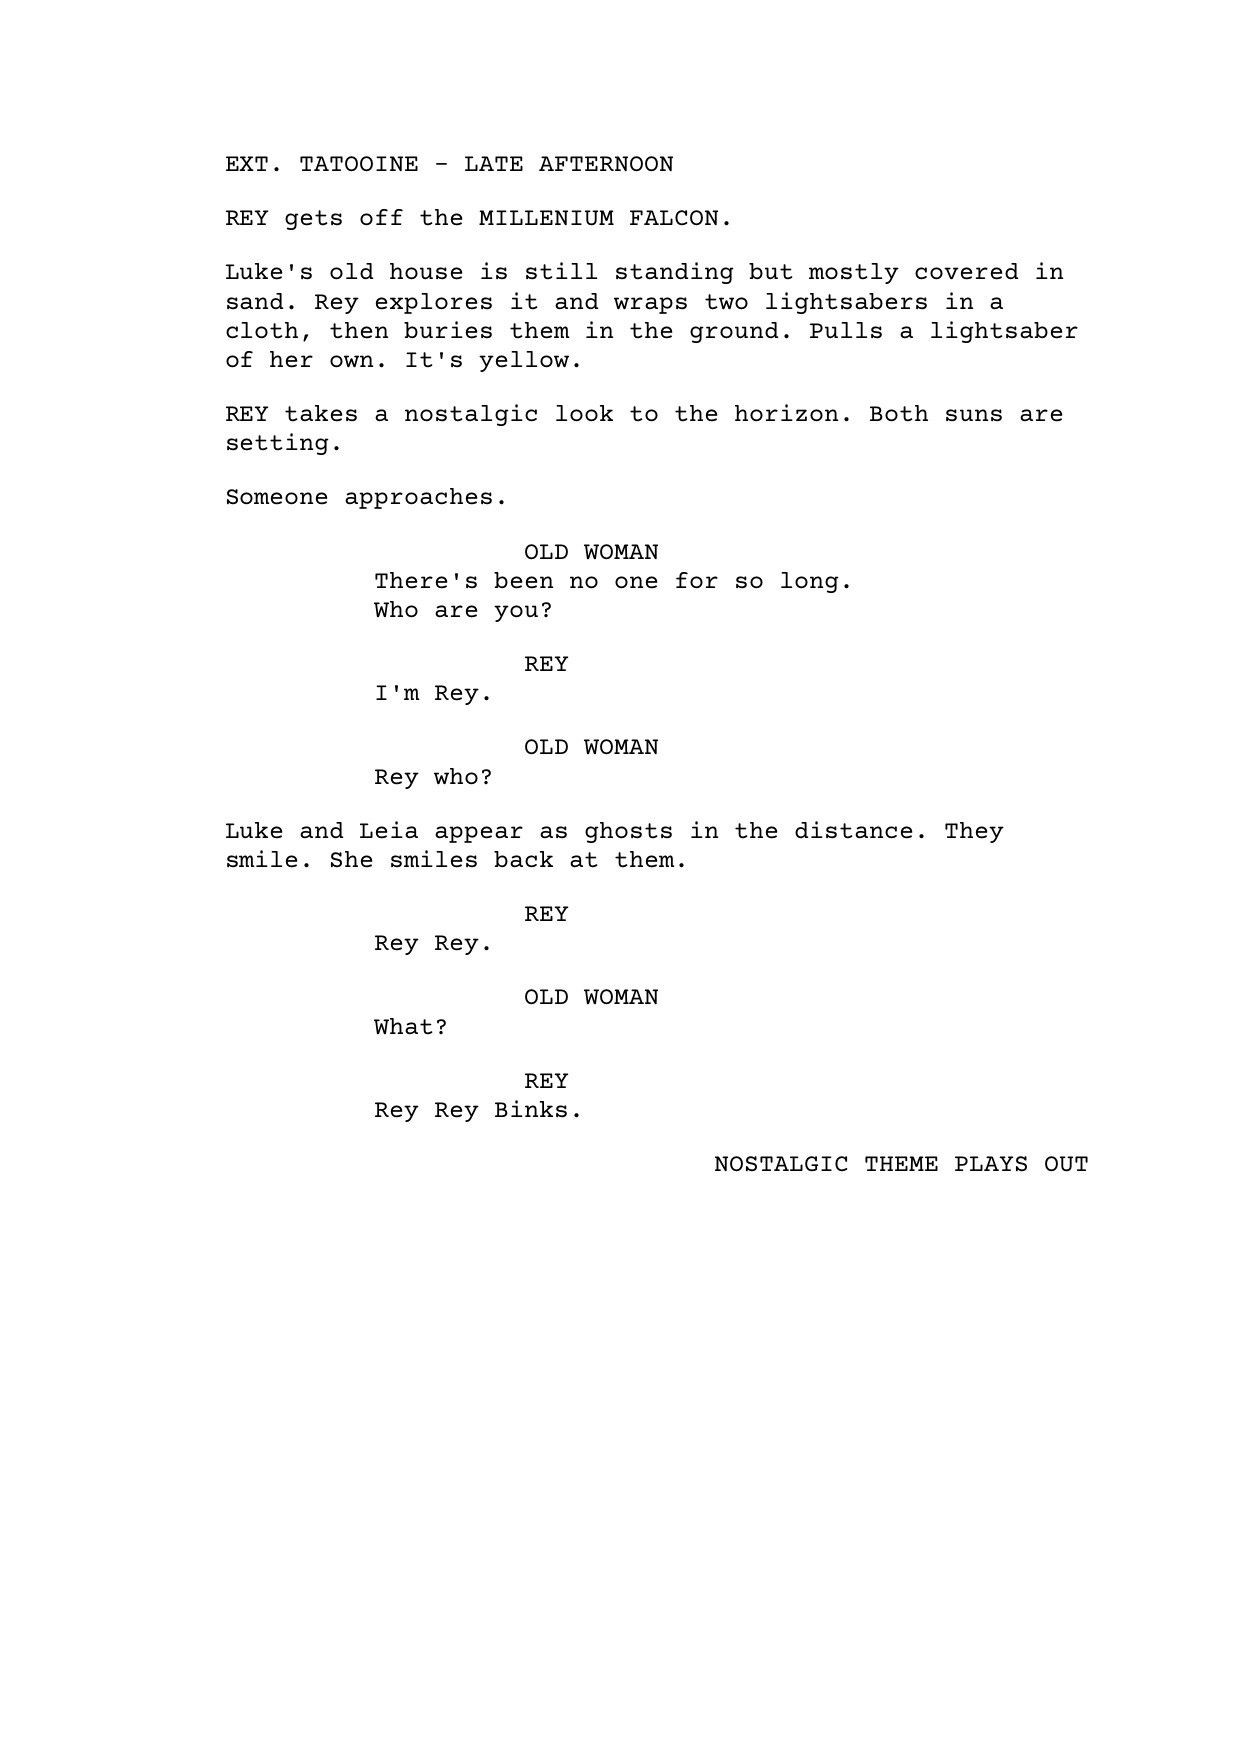 EXT. TATOOINE - LATE AFTERNOON
REY gets off the MILLENIUM FALCON.
Luke's old house is still standing but mostly covered in
sand. Rey explores it and wraps two lightsabers in a
cloth, then buries them in the ground. Pulls a lightsaber
of her own. It's yellow.
REY takes a nostalgic look to the horizon. Both suns are
setting.
Someone approaches.
OLD WOMAN
There's been no one for so long.
Who are you?
REY
I'm Rey.
OLD WOMAN
Rey who?
Luke and Leia appear as ghosts in the distance. They
smile. She smiles back at them.
REY
Rey Rey.
OLD WOMAN
What?
REY
Rey Rey Binks.
NOSTALGIC THEME PLAYS OUT